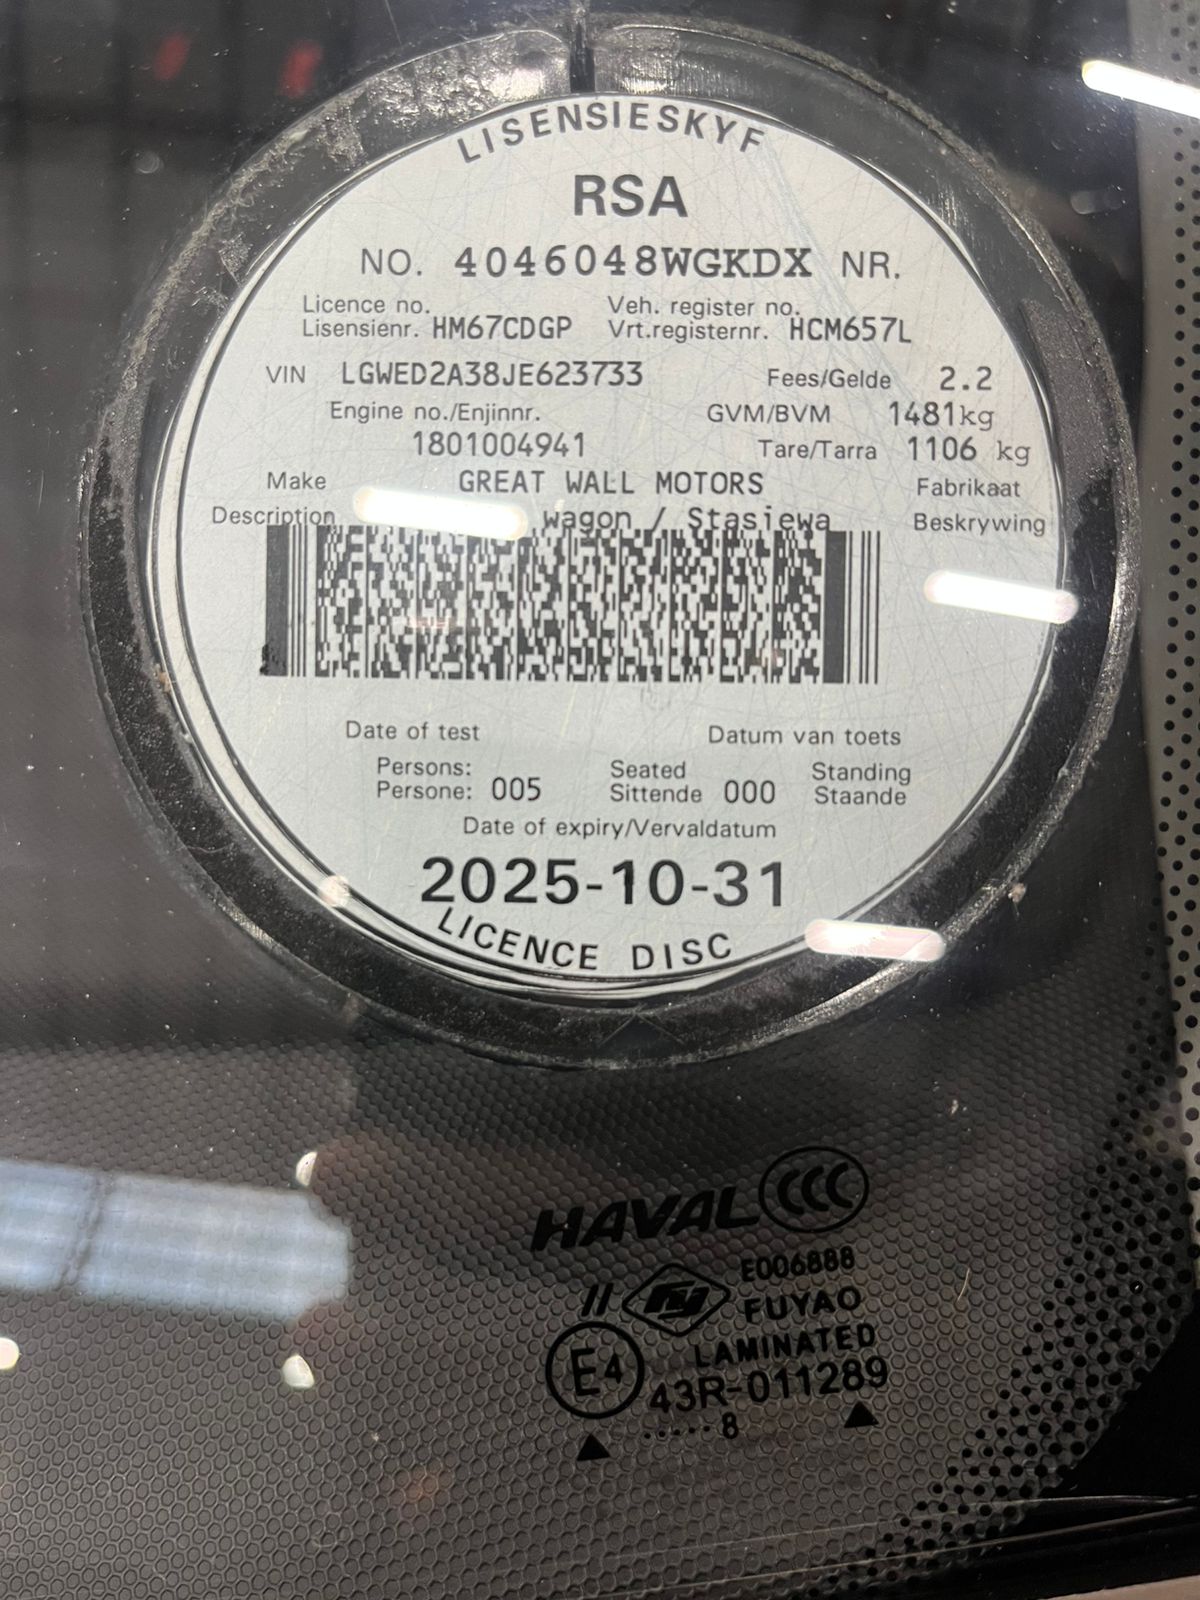 LISENSIESKYF
RSA
NO. 4046048WGKDX NR.
Licence no. Veh. register no.
Lisensienr. HM67CDGP Vrt.registernr. HCM657L
VIN LGWED2A38JE623733 Fees/Gelde 2.2
Engine no./Enjinnr. GVM/BVM 1481kg
1801004941 Tare/Tarra 1106 kg
Make GREAT WALL MOTORS Fabrikaat
Description wagon / Stasiewa Beskrywing
Date of test Datum van toets
Persons: Seated Standing
Persone: 005 Sittende 000 Staande
Date of expiry/Vervaldatum
2025-10-31
LICENCE DISC
HAVAL CCC
E006888
// FY FUYAO
LAMINATED
E4 43R-011289
.....8